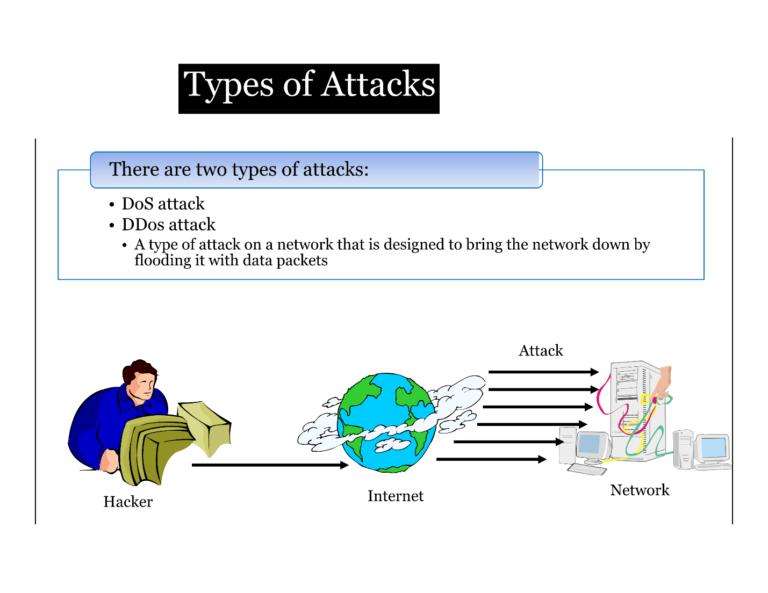 Types of Attacks
There are two types of attacks:
• DoS attack
• DDos attack
• A type of attack on a network that is designed to bring the network down by
flooding it with data packets
Attack
Hacker
Internet
Network